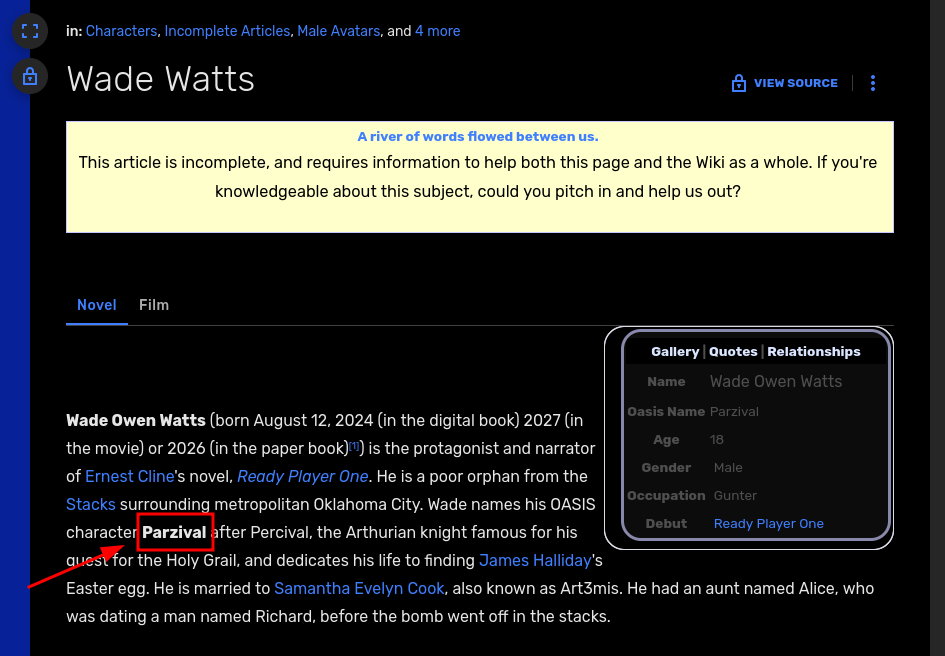 in: Characters, Incomplete Articles, Male Avatars, and 4 more
Wade Watts
VIEW SOURCE
A river of words flowed between us.
This article is incomplete, and requires information to help both this page and the Wiki as a whole. If you're
knowledgeable about this subject, could you pitch in and help us out?
Novel Film
Gallery | Quotes | Relationships
Name Wade Owen Watts
Oasis Name Parzival
Age 18
Gender Male
Occupation Gunter
Debut Ready Player One
Wade Owen Watts (born August 12, 2024 (in the digital book) 2027 (in
the movie) or 2026 (in the paper book)[1]) is the protagonist and narrator
of Ernest Cline's novel, Ready Player One. He is a poor orphan from the
Stacks surrounding metropolitan Oklahoma City. Wade names his OASIS
character Parzival after Percival, the Arthurian knight famous for his
quest for the Holy Grail, and dedicates his life to finding James Halliday's
Easter egg. He is married to Samantha Evelyn Cook, also known as Art3mis. He had an aunt named Alice, who
was dating a man named Richard, before the bomb went off in the stacks.